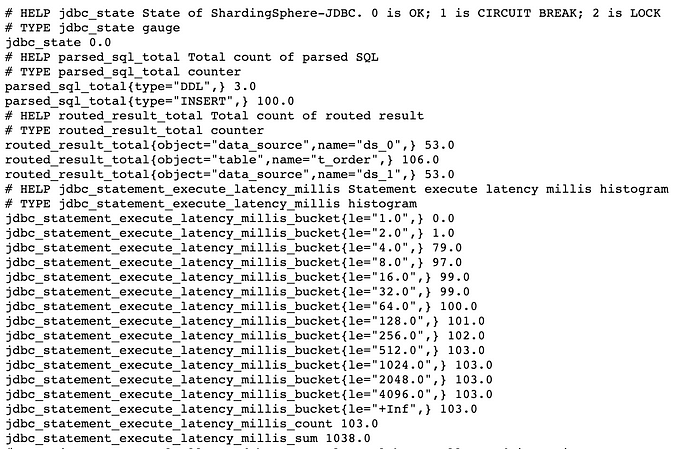 # HELP jdbc_state State of ShardingSphere-JDBC. 0 is OK; 1 is CIRCUIT BREAK; 2 is LOCK
# TYPE jdbc_state gauge
jdbc_state 0.0
# HELP parsed_sql_total Total count of parsed SQL
# TYPE parsed_sql_total counter
parsed_sql_total{type="DDL",} 3.0
parsed_sql_total{type="INSERT",} 100.0
# HELP routed_result_total Total count of routed result
# TYPE routed_result_total counter
routed_result_total{object="data_source",name="ds_0",} 53.0
routed_result_total{object="table",name="t_order",} 106.0
routed_result_total{object="data_source",name="ds_1",} 53.0
# HELP jdbc_statement_execute_latency_millis Statement execute latency millis histogram
# TYPE jdbc_statement_execute_latency_millis histogram
jdbc_statement_execute_latency_millis_bucket{le="1.0",} 0.0
jdbc_statement_execute_latency_millis_bucket{le="2.0",} 1.0
jdbc_statement_execute_latency_millis_bucket{le="4.0",} 79.0
jdbc_statement_execute_latency_millis_bucket{le="8.0",} 97.0
jdbc_statement_execute_latency_millis_bucket{le="16.0",} 99.0
jdbc_statement_execute_latency_millis_bucket{le="32.0",} 99.0
jdbc_statement_execute_latency_millis_bucket{le="64.0",} 100.0
jdbc_statement_execute_latency_millis_bucket{le="128.0",} 101.0
jdbc_statement_execute_latency_millis_bucket{le="256.0",} 102.0
jdbc_statement_execute_latency_millis_bucket{le="512.0",} 103.0
jdbc_statement_execute_latency_millis_bucket{le="1024.0",} 103.0
jdbc_statement_execute_latency_millis_bucket{le="2048.0",} 103.0
jdbc_statement_execute_latency_millis_bucket{le="4096.0",} 103.0
jdbc_statement_execute_latency_millis_bucket{le="+Inf",} 103.0
jdbc_statement_execute_latency_millis_count 103.0
jdbc_statement_execute_latency_millis_sum 1038.0